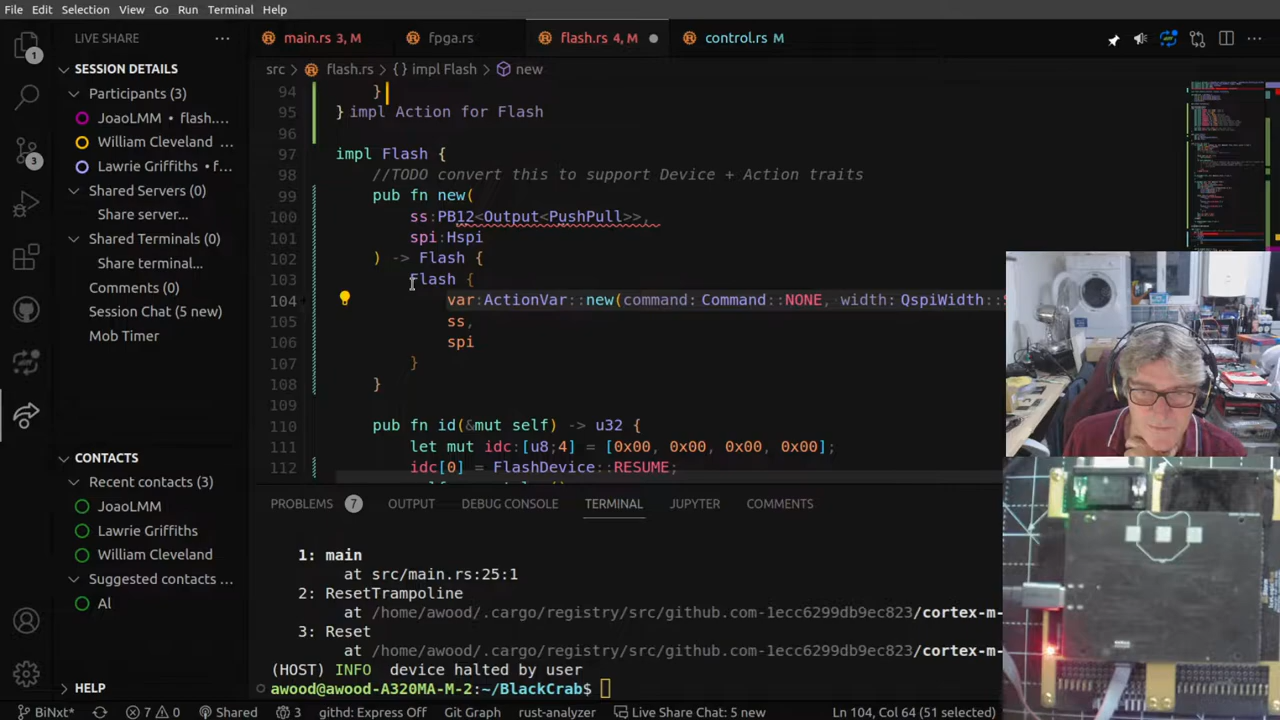 File Edit Selection View Go Run Terminal Help
LIVE SHARE ...
main.rs 3, M
fpga.rs
flash.rs 4, M
control.rs M
1
SESSION DETAILS
src > flash.rs > {} impl Flash > new
Participants (3)
JoaoLMM • flash....
William Cleveland ...
3
Lawrie Griffiths • f...
Shared Servers (0)
Share server...
Shared Terminals (0)
Share terminal...
Comments (0)
Session Chat (5 new)
Mob Timer
CONTACTS
Recent contacts (3)
JoaoLMM
Lawrie Griffiths
William Cleveland
Suggested contacts ...
Al
HELP
94 }
95 } impl Action for Flash
96
97 impl Flash {
98 //TODO convert this to support Device + Action traits
99 pub fn new(
100 ss:PB12<Output<PushPull>>,
101 spi:Hspi
102 ) -> Flash {
103 Flash {
104 var:ActionVar::new(command: Command::NONE, width: QspiWidth::
105 ss,
106 spi
107 }
108 }
109
110 pub fn id(&mut self) -> u32 {
111 let mut idc:[u8;4] = [0x00, 0x00, 0x00, 0x00];
112 idc[0] = FlashDevice::RESUME;
PROBLEMS 7 OUTPUT DEBUG CONSOLE TERMINAL JUPYTER COMMENTS
1: main
at src/main.rs:25:1
2: ResetTrampoline
at /home/awood/.cargo/registry/src/github.com-1ecc6299db9ec823/cortex-m-
3: Reset
at /home/awood/.cargo/registry/src/github.com-1ecc6299db9ec823/cortex-m-
(HOST) INFO device halted by user
awood@awood-A320MA-M-2:~/BlackCrab$
BiNxt* 7 0 Shared 3 githd: Express Off Git Graph rust-analyzer Live Share Chat: 5 new Ln 104, Col 64 (51 selected)